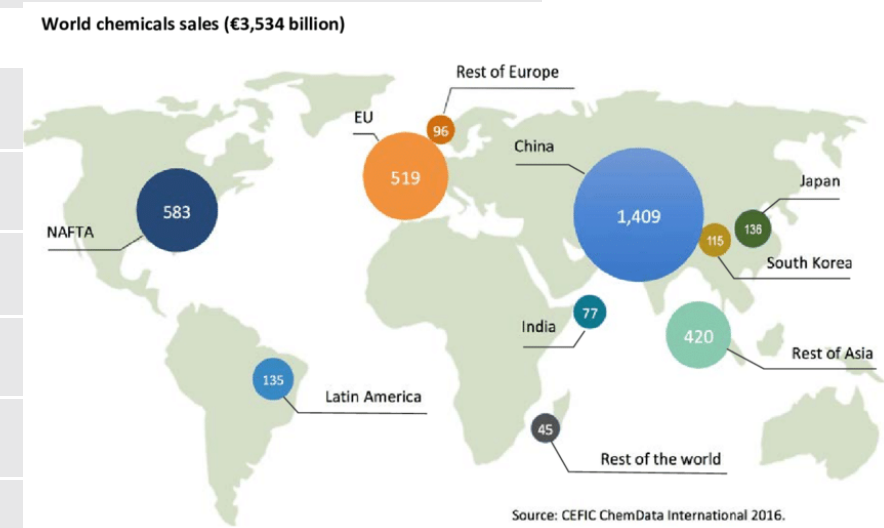 World chemicals sales (€3,534 billion)
Rest of Europe
96
EU
519
China
1,409
Japan
136
115
South Korea
NAFTA
583
India
77
420
Rest of Asia
135
Latin America
45
Rest of the world
Source: CEFIC ChemData International 2016.